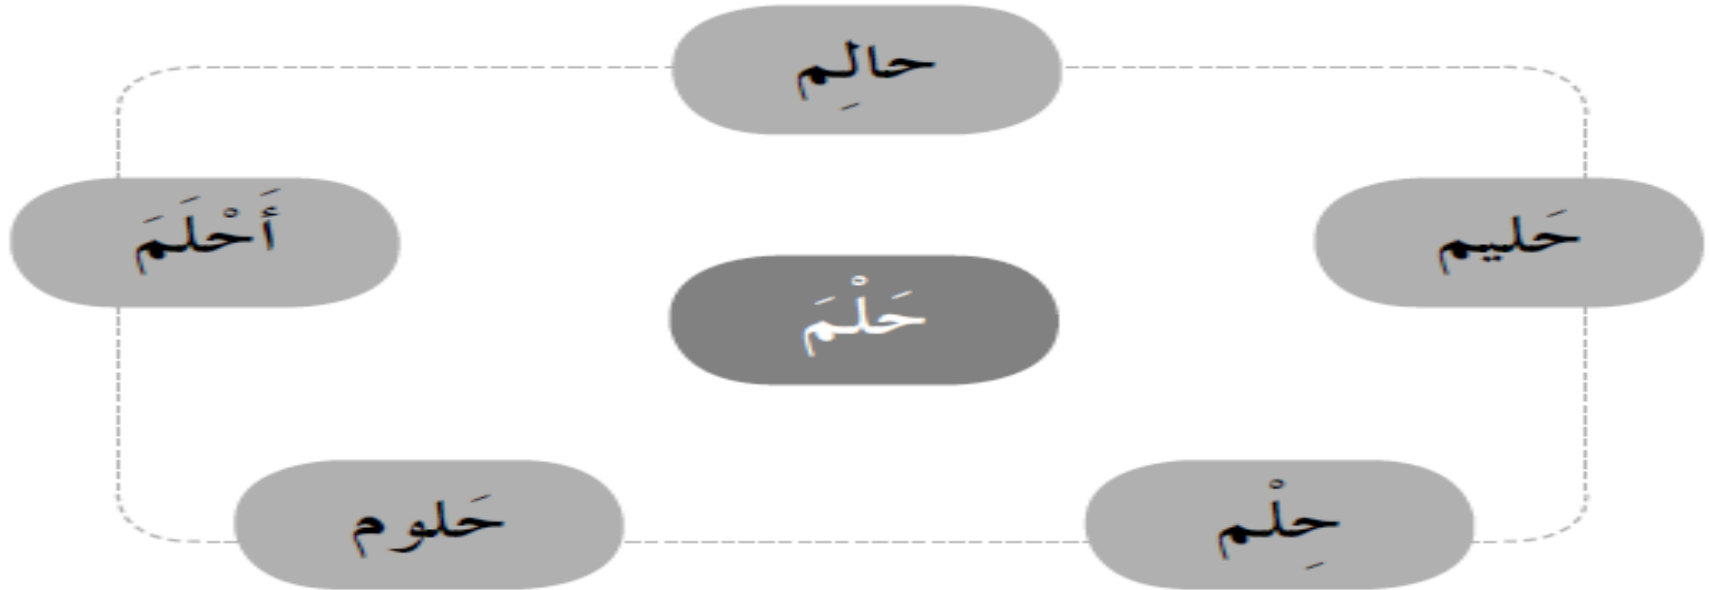 حالِم
حَليم
أَحْلَمَ
حَلْمَ
حِلْم
حَلوم